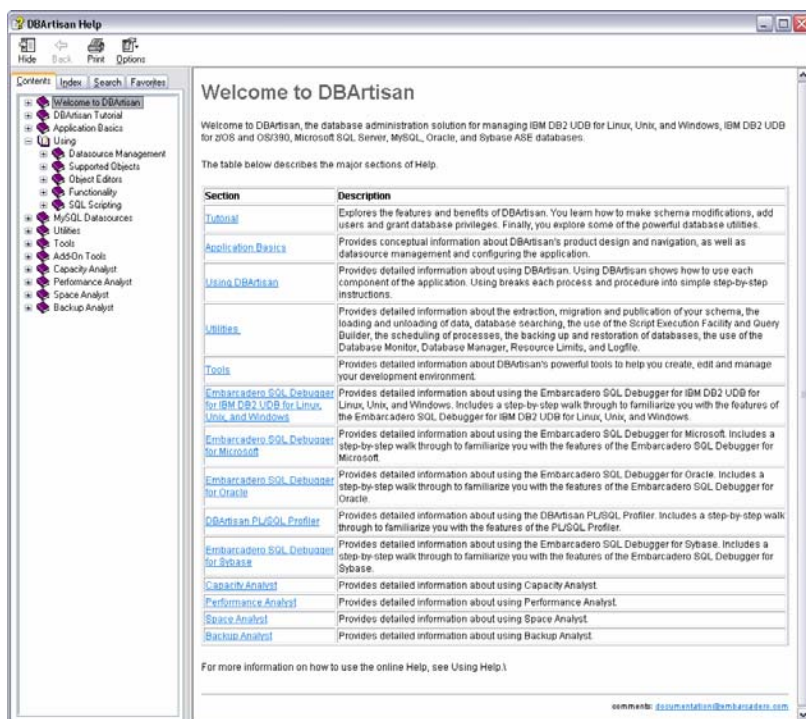 DBArtisan Help
Hide
Back
Print
Options
Contents
Index
Search
Favorites
Welcome to DBArtisan
DBArtisan Tutorial
Application Basics
Using
Datasource Management
Supported Objects
Object Editors
Functionality
SQL Scripting
MySQL Datasources
Utilities
Tools
Add-On Tools
Capacity Analyst
Performance Analyst
Space Analyst
Backup Analyst
Welcome to DBArtisan
Welcome to DBArtisan, the database administration solution for managing IBM DB2 UDB for Linux, Unix, and Windows, IBM DB2 UDB
for z/OS and OS/390, Microsoft SQL Server, MySQL, Oracle, and Sybase ASE databases.
The table below describes the major sections of Help.
Section
Description
Tutorial
Explores the features and benefits of DBArtisan. You learn how to make schema modifications, add
users and grant database privileges. Finally, you explore some of the powerful database utilities.
Application Basics
Provides conceptual information about DBArtisan's product design and navigation, as well as
datasource management and configuring the application.
Using DBArtisan
Provides detailed information about using DBArtisan. Using DBArtisan shows how to use each
component of the application. Using breaks each process and procedure into simple step-by-step
instructions.
Utilities
Provides detailed information about the extraction, migration and publication of your schema, the
loading and unloading of data, database searching, the use of the Script Execution Facility and Query
Builder, the scheduling of processes, the backing up and restoration of databases, the use of the
Database Monitor, Database Manager, Resource Limits, and Logfile.
Tools
Provides detailed information about DBArtisan's powerful tools to help you create, edit and manage
your development environment.
Embarcadero SQL Debugger
for IBM DB2 UDB for Linux,
Unix, and Windows
Provides detailed information about using the Embarcadero SQL Debugger for IBM DB2 UDB for
Linux, Unix, and Windows. Includes a step-by-step walk through to familiarize you with the features of
the Embarcadero SQL Debugger for IBM DB2 UDB for Linux, Unix, and Windows.
Embarcadero SQL Debugger
for Microsoft
Provides detailed information about using the Embarcadero SQL Debugger for Microsoft. Includes a
step-by-step walk through to familiarize you with the features of the Embarcadero SQL Debugger for
Microsoft.
Embarcadero SQL Debugger
for Oracle
Provides detailed information about using the Embarcadero SQL Debugger for Oracle. Includes a
step-by-step walk through to familiarize you with the features of the Embarcadero SQL Debugger for
Oracle.
DBArtisan PL/SQL Profiler
Provides detailed information about using the DBArtisan PL/SQL Profiler. Includes a step-by-step walk
through to familiarize you with the features of the PL/SQL Profiler.
Embarcadero SQL Debugger
for Sybase
Provides detailed information about using the Embarcadero SQL Debugger for Sybase. Includes a
step-by-step walk through to familiarize you with the features of the Embarcadero SQL Debugger for
Sybase.
Capacity Analyst
Provides detailed information about using Capacity Analyst.
Performance Analyst
Provides detailed information about using Performance Analyst.
Space Analyst
Provides detailed information about using Space Analyst.
Backup Analyst
Provides detailed information about using Backup Analyst.
For more information on how to use the online Help, see Using Help.\
comments: documentation@embarcadero.com